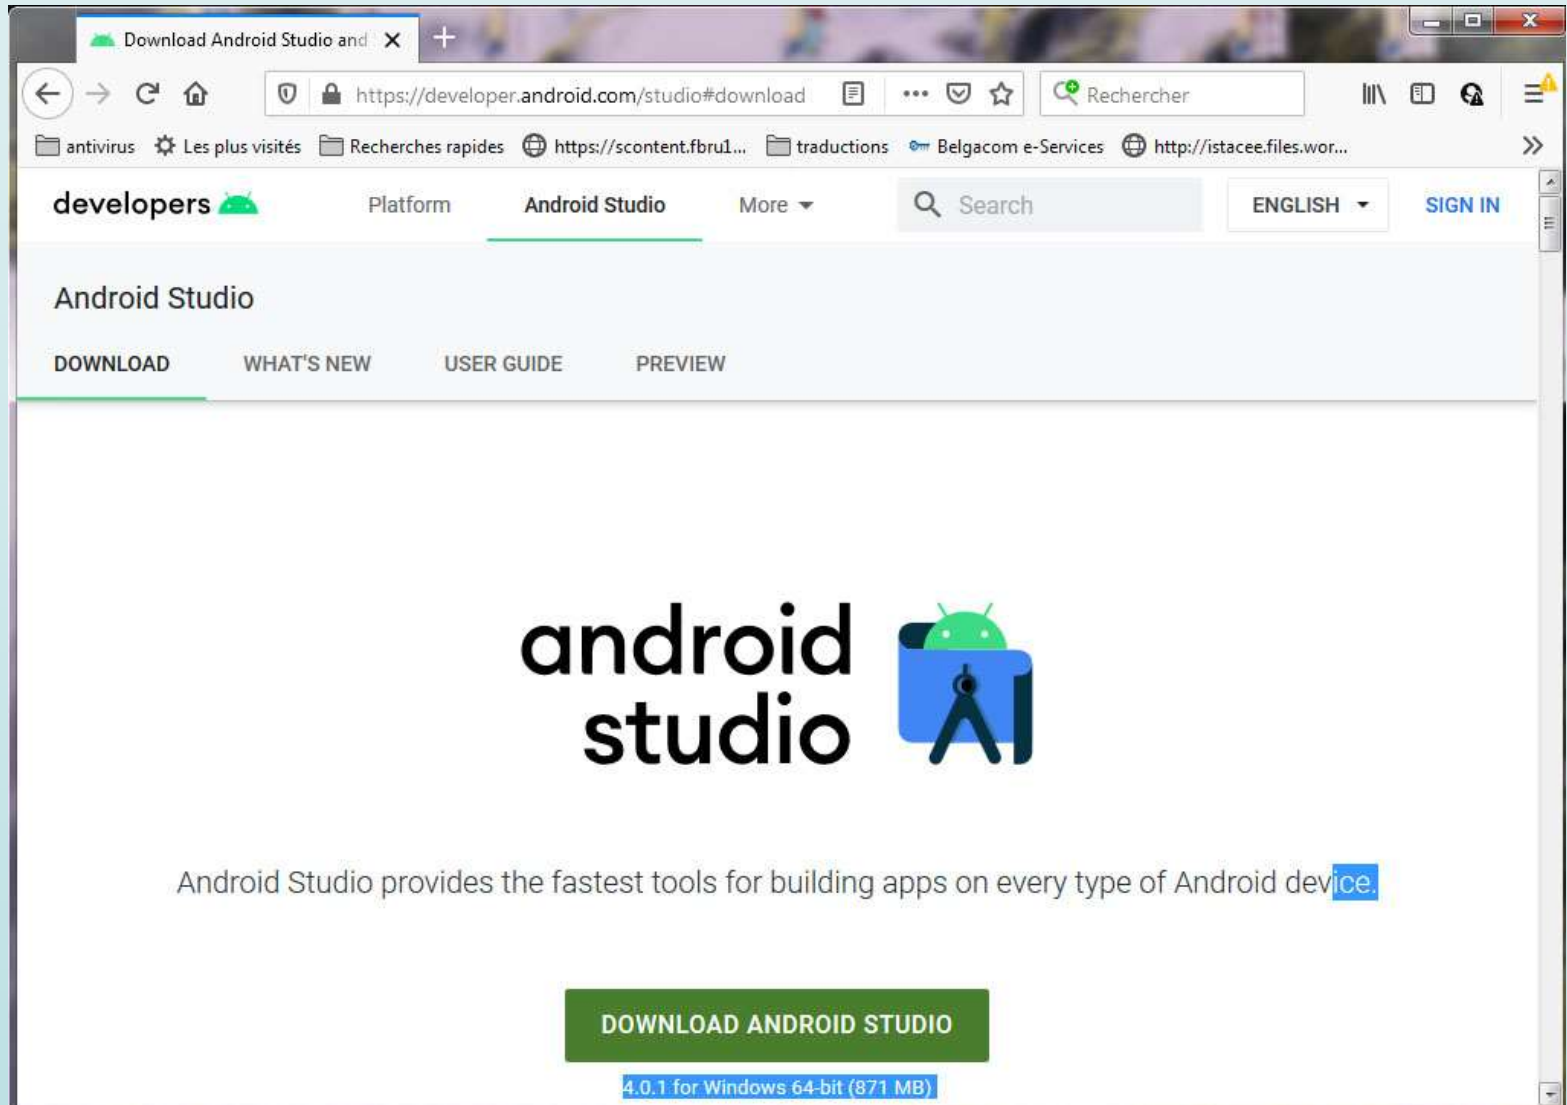 Download Android Studio and
https://developer.android.com/studio#download
Rechercher
antivirus Les plus visités Recherches rapides https://scontent.fbru1... traductions Belgacom e-Services http://istacee.files.wor...
developers Platform Android Studio More Search ENGLISH SIGN IN
Android Studio
DOWNLOAD WHAT'S NEW USER GUIDE PREVIEW
android
studio
Android Studio provides the fastest tools for building apps on every type of Android device.
DOWNLOAD ANDROID STUDIO
4.0.1 for Windows 64-bit (871 MB)